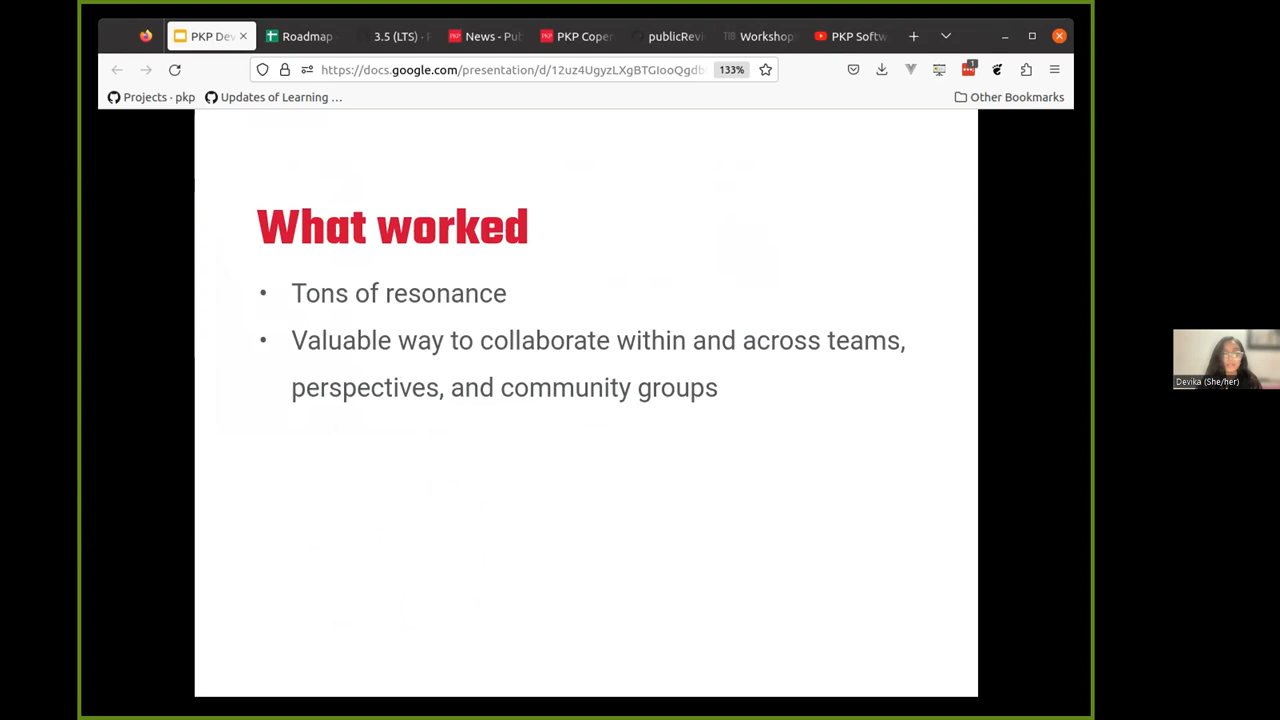 PKP Dev
Roadmap
3.5 (LTS)
News - Pub
PKP Coper
publicRevi
TIB Workshop
PKP Softw
https://docs.google.com/presentation/d/12uz4UgyzLXgBTGIooQgdb
133%
1
Projects · pkp
Updates of Learning …
Other Bookmarks
What worked
• Tons of resonance
• Valuable way to collaborate within and across teams,
perspectives, and community groups
Devika (She/her)